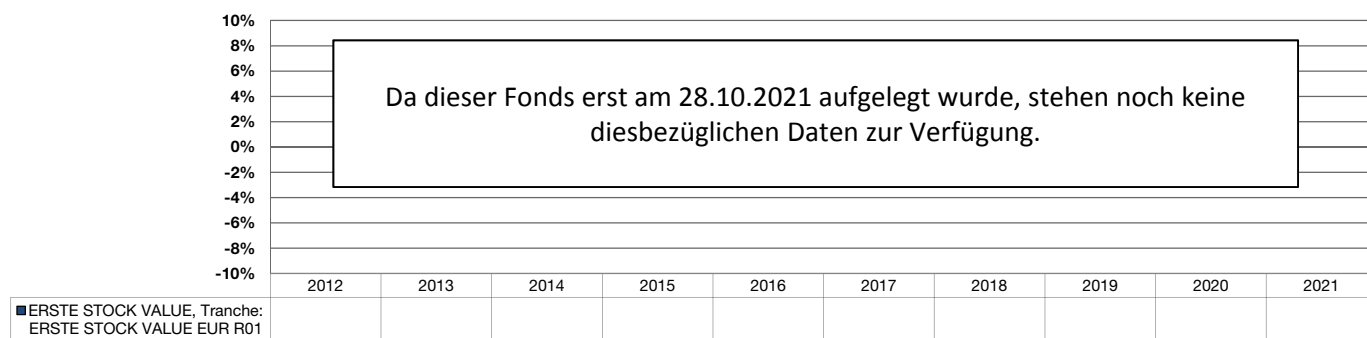 10%
8%
6%
4%
2%
0%
-2%
-4%
-6%
-8%
-10%
Da dieser Fonds erst am 28.10.2021 aufgelegt wurde, stehen noch keine
diesbezüglichen Daten zur Verfügung.
2012 2013 2014 2015 2016 2017 2018 2019 2020 2021
ERSTE STOCK VALUE, Tranche:
ERSTE STOCK VALUE EUR R01